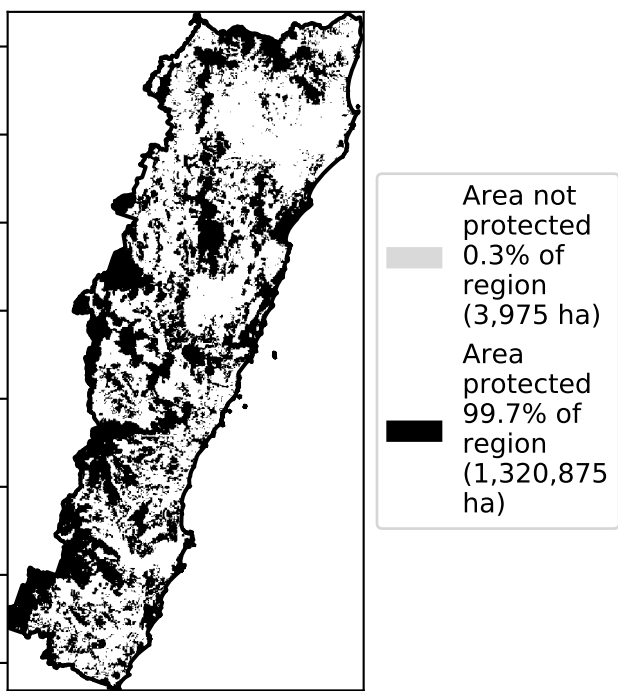 Area not
protected
0.3% of
region
(3,975 ha)
Area
protected
99.7% of
region
(1,320,875
ha)